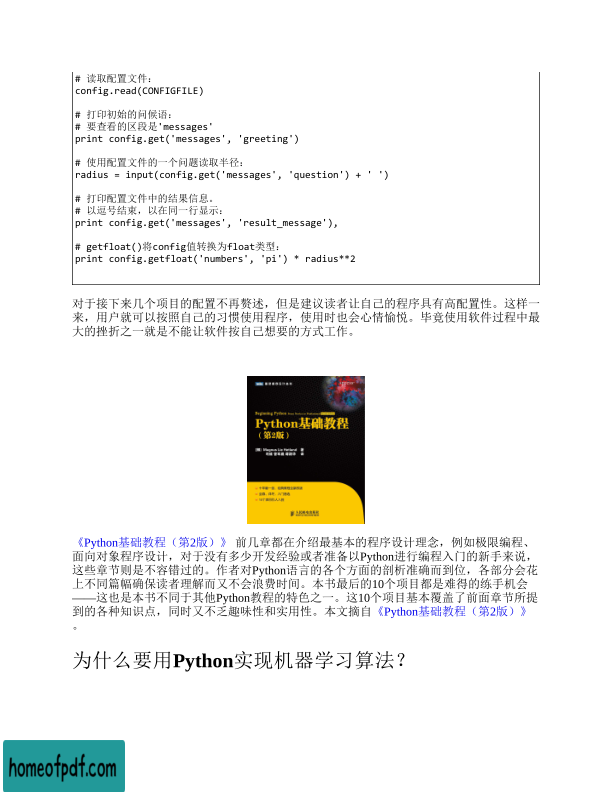 # 读取配置文件:
config.read(CONFIGFILE)
# 打印初始的问候语:
# 要查看的区段是'messages'
print config.get('messages', 'greeting')
# 使用配置文件的一个问题读取半径:
radius = input(config.get('messages', 'question') + ' ')
# 打印配置文件中的结果信息。
# 以逗号结束，以在同一行显示:
print config.get('messages', 'result_message'),
# getfloat()将config值转换为float类型:
print config.getfloat('numbers', 'pi') * radius**2
对于接下来几个项目的配置不再赘述，但是建议读者让自己的程序具有高配置性。这样一
来，用户就可以按照自己的习惯使用程序，使用时也会心情愉悦。毕竟使用软件过程中最
大的挫折之一就是不能让软件按自己想要的方式工作。
Python基础教程
（第2版）
《Python基础教程（第2版）》 前几章都在介绍最基本的程序设计理念，例如极限编程、
面向对象程序设计，对于没有多少开发经验或者准备以Python进行编程入门的新手来说，
这些章节则是不容错过的。作者对Python语言的各个方面的剖析准确而到位，各部分会花
上不同篇幅确保读者理解而又不会浪费时间。本书最后的10个项目都是难得的练手机会
——这也是本书不同于其他Python教程的特色之一。这10个项目基本覆盖了前面章节所提
到的各种知识点，同时又不乏趣味性和实用性。本文摘自《Python基础教程（第2版）》
。
为什么要用Python实现机器学习算法？
homeofpdf.com